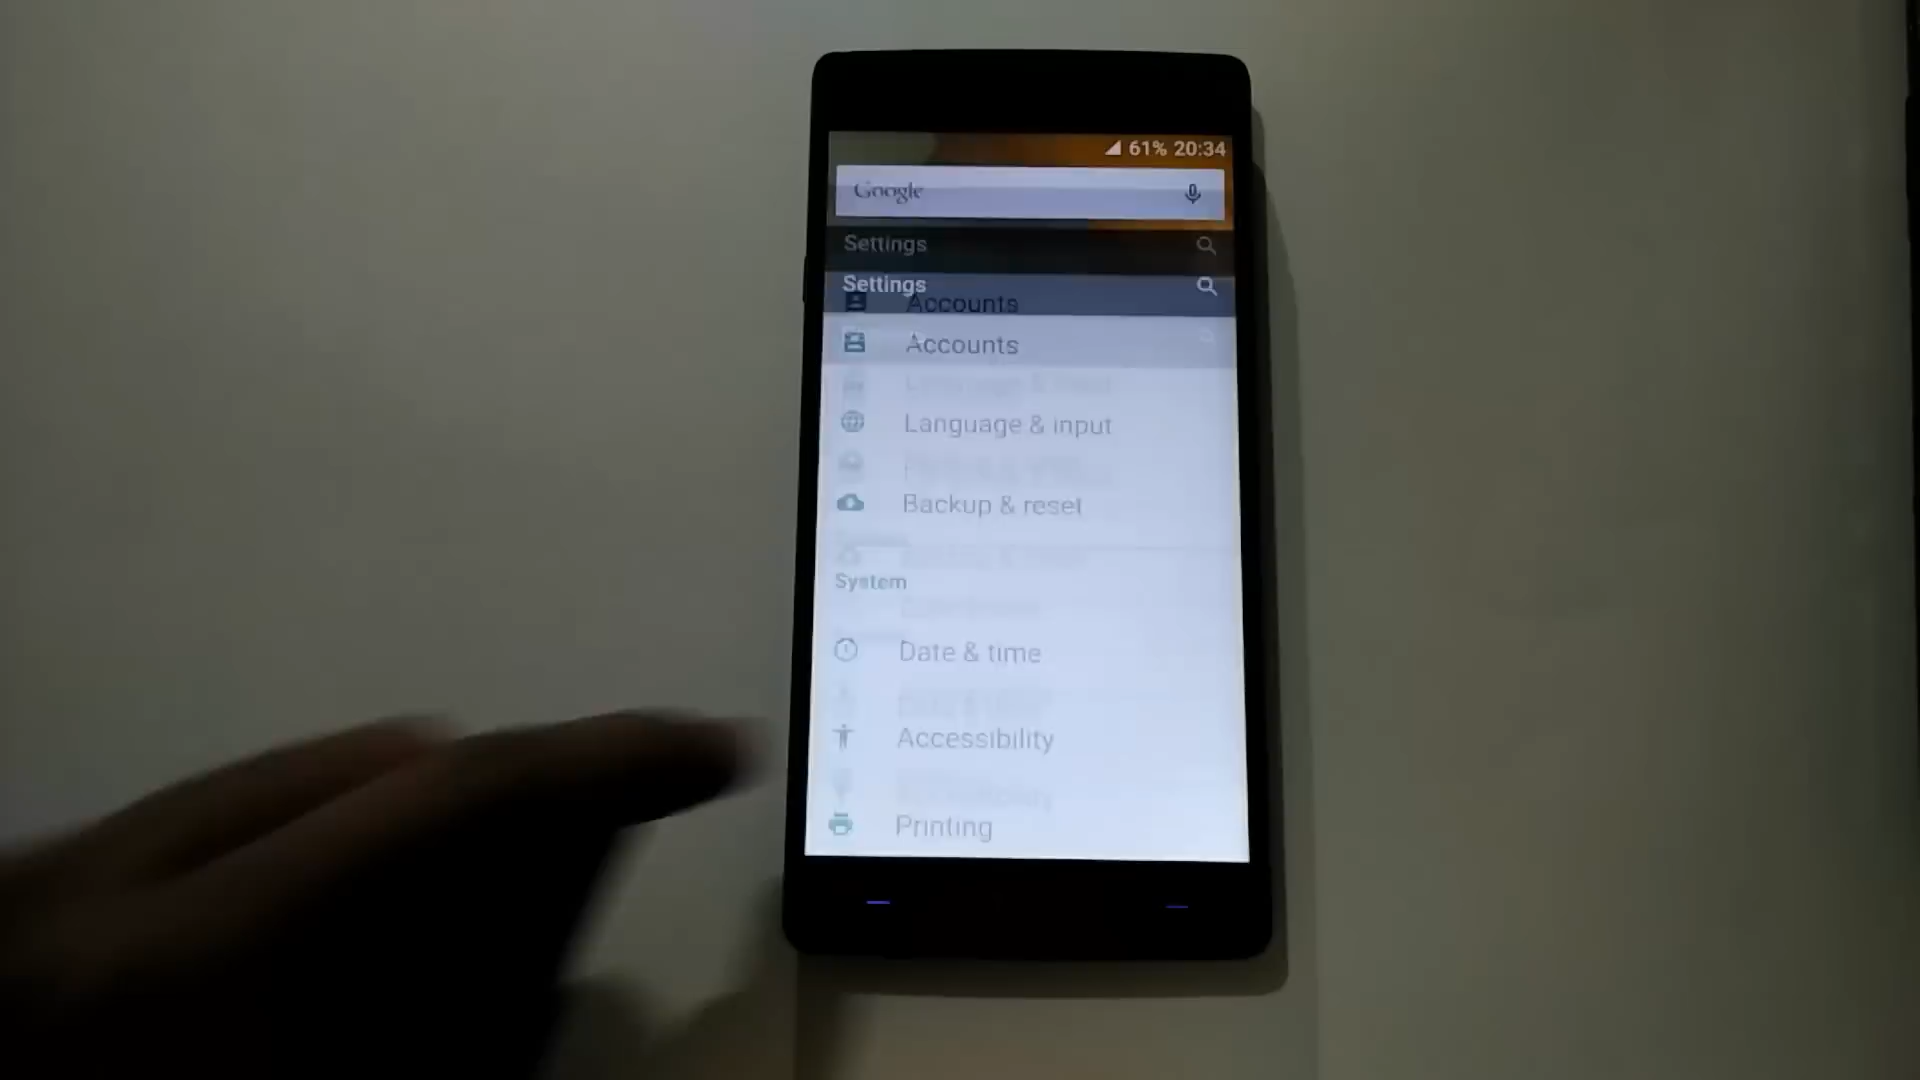 61% 20:34
Google
Settings
Settings
Accounts
Accounts
Language & input
Backup & reset
System
Date & time
Accessibility
Printing